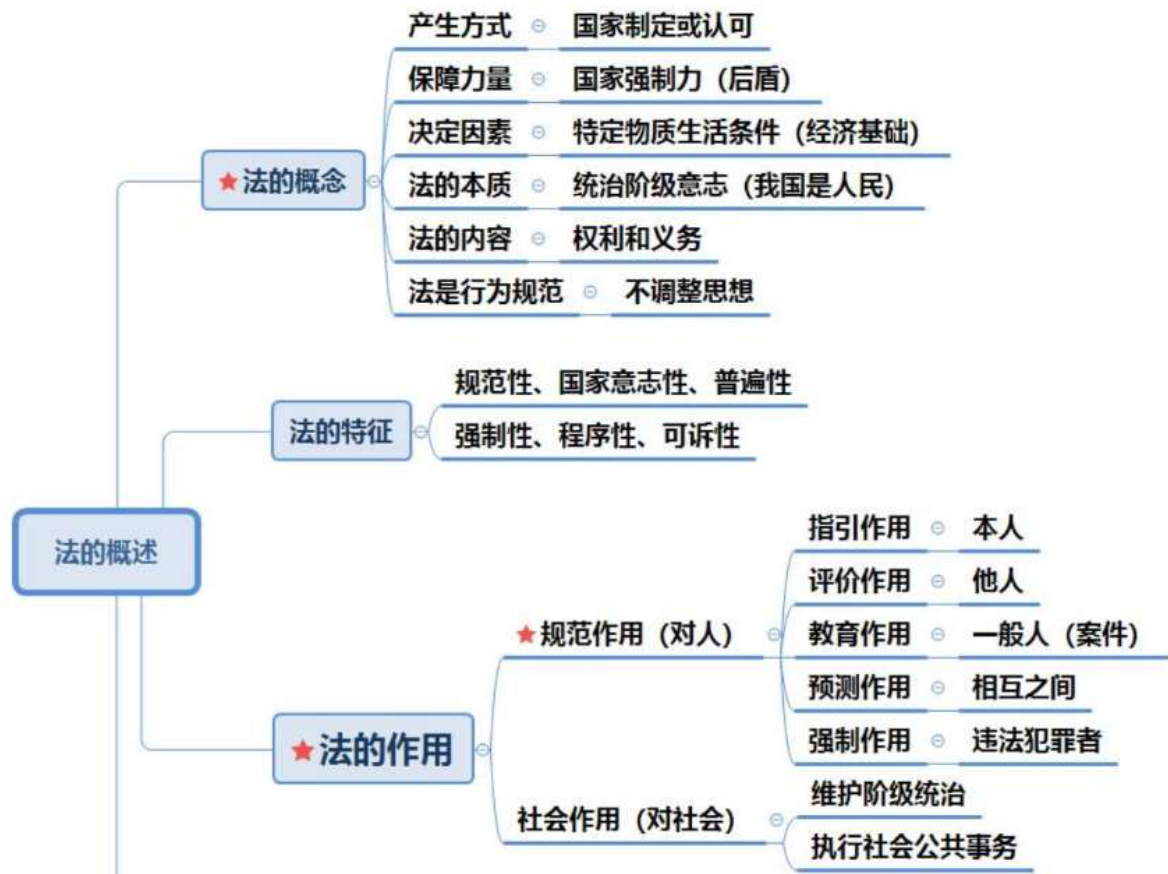 法的概述
★法的概念
产生方式 国家制定或认可
保障力量 国家强制力（后盾）
决定因素 特定物质生活条件（经济基础）
法的本质 统治阶级意志（我国是人民）
法的内容 权利和义务
法是行为规范 不调整思想
法的特征
规范性、国家意志性、普遍性
强制性、程序性、可诉性
★法的作用
★规范作用（对人）
指引作用 本人
评价作用 他人
教育作用 一般人（案件）
预测作用 相互之间
强制作用 违法犯罪者
社会作用（对社会）
维护阶级统治
执行社会公共事务